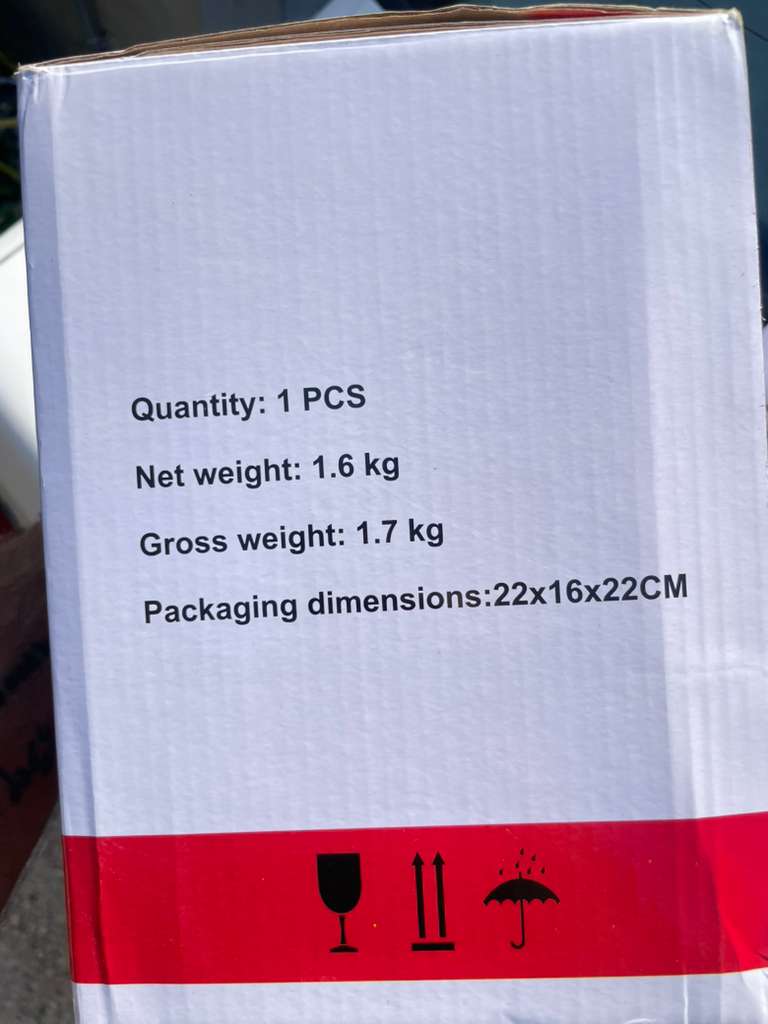 Quantity: 1 PCS
Net weight: 1.6 kg
Gross weight: 1.7 kg
Packaging dimensions:22x16x22CM